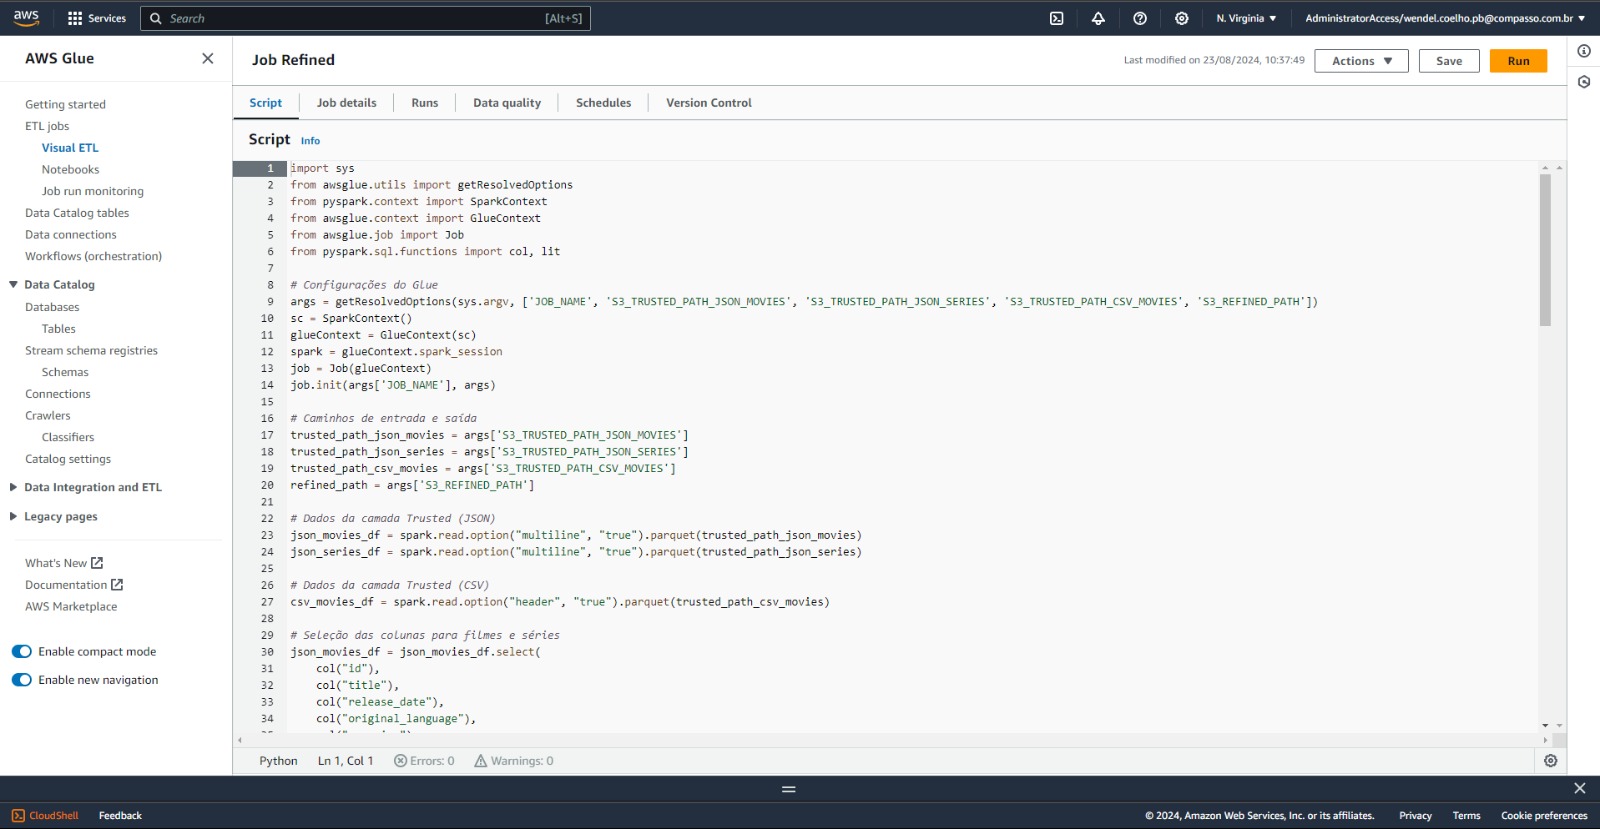 aws Services Search [Alt+S] N. Virginia AdministratorAccess/wendel.coelho.pb@compasso.com.br
AWS Glue
Getting started
ETL jobs
Visual ETL
Notebooks
Job run monitoring
Data Catalog tables
Data connections
Workflows (orchestration)
Data Catalog
Databases
Tables
Stream schema registries
Schemas
Connections
Crawlers
Classifiers
Catalog settings
Data Integration and ETL
Legacy pages
What's New
Documentation
AWS Marketplace
Enable compact mode
Enable new navigation
Job Refined Last modified on 23/08/2024, 10:37:49 Actions Save Run
Script Job details Runs Data quality Schedules Version Control
Script Info
1 import sys
2 from awsglue.utils import getResolvedOptions
3 from pyspark.context import SparkContext
4 from awsglue.context import GlueContext
5 from awsglue.job import Job
6 from pyspark.sql.functions import col, lit
7
8 # Configurações do Glue
9 args = getResolvedOptions(sys.argv, ['JOB_NAME', 'S3_TRUSTED_PATH_JSON_MOVIES', 'S3_TRUSTED_PATH_JSON_SERIES', 'S3_TRUSTED_PATH_CSV_MOVIES', 'S3_REFINED_PATH'])
10 sc = SparkContext()
11 glueContext = GlueContext(sc)
12 spark = glueContext.spark_session
13 job = Job(glueContext)
14 job.init(args['JOB_NAME'], args)
15
16 # Caminhos de entrada e saída
17 trusted_path_json_movies = args['S3_TRUSTED_PATH_JSON_MOVIES']
18 trusted_path_json_series = args['S3_TRUSTED_PATH_JSON_SERIES']
19 trusted_path_csv_movies = args['S3_TRUSTED_PATH_CSV_MOVIES']
20 refined_path = args['S3_REFINED_PATH']
21
22 # Dados da camada Trusted (JSON)
23 json_movies_df = spark.read.option("multiline", "true").parquet(trusted_path_json_movies)
24 json_series_df = spark.read.option("multiline", "true").parquet(trusted_path_json_series)
25
26 # Dados da camada Trusted (CSV)
27 csv_movies_df = spark.read.option("header", "true").parquet(trusted_path_csv_movies)
28
29 # Seleção das colunas para filmes e séries
30 json_movies_df = json_movies_df.select(
31 col("id"),
32 col("title"),
33 col("release_date"),
34 col("original_language"),
Python Ln 1, Col 1 Errors: 0 Warnings: 0
CloudShell Feedback © 2024, Amazon Web Services, Inc. or its affiliates. Privacy Terms Cookie preferences